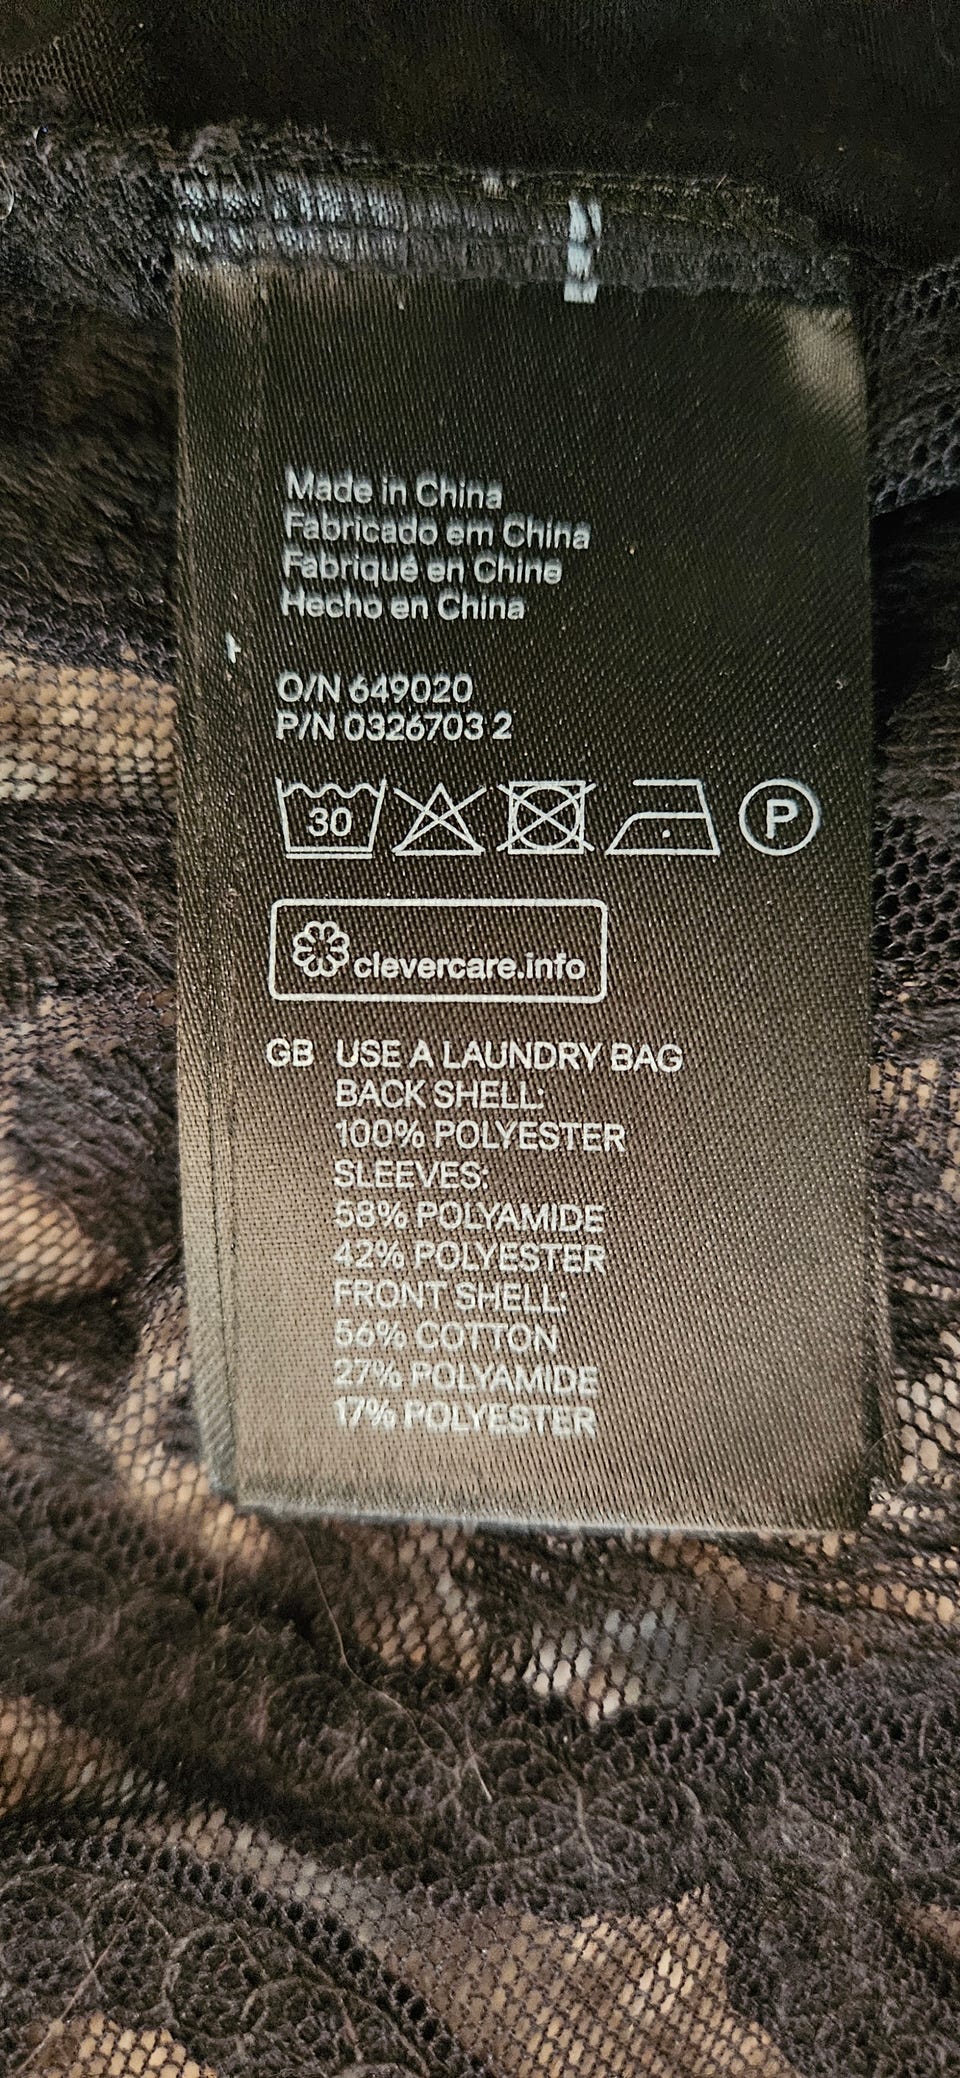 Made in China
Fabricado em China
Fabriqué en Chine
Hecho en China
O/N 649020
P/N 0326703 2
30 P
clevercare.info
GB USE A LAUNDRY BAG
BACK SHELL:
100% POLYESTER
SLEEVES:
58% POLYAMIDE
42% POLYESTER
FRONT SHELL:
56% COTTON
27% POLYAMIDE
17% POLYESTER